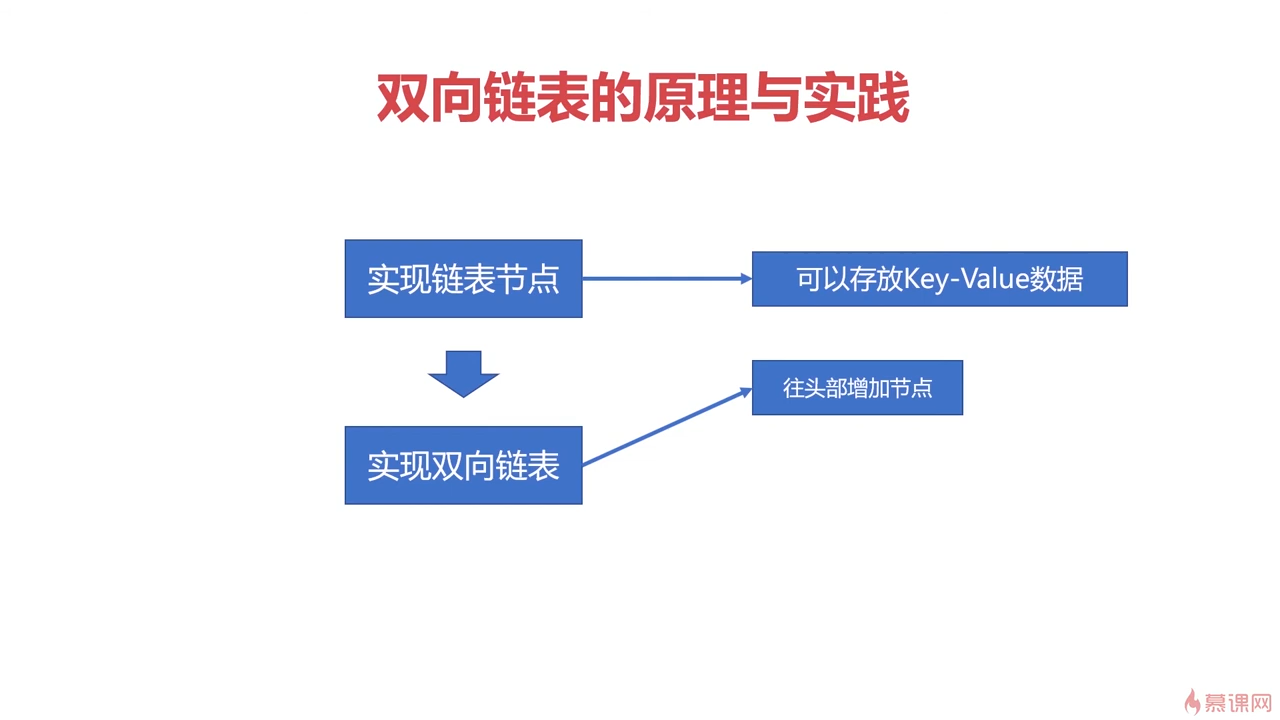 双向链表的原理与实践
实现链表节点
可以存放Key-Value数据
往头部增加节点
实现双向链表
慕课网